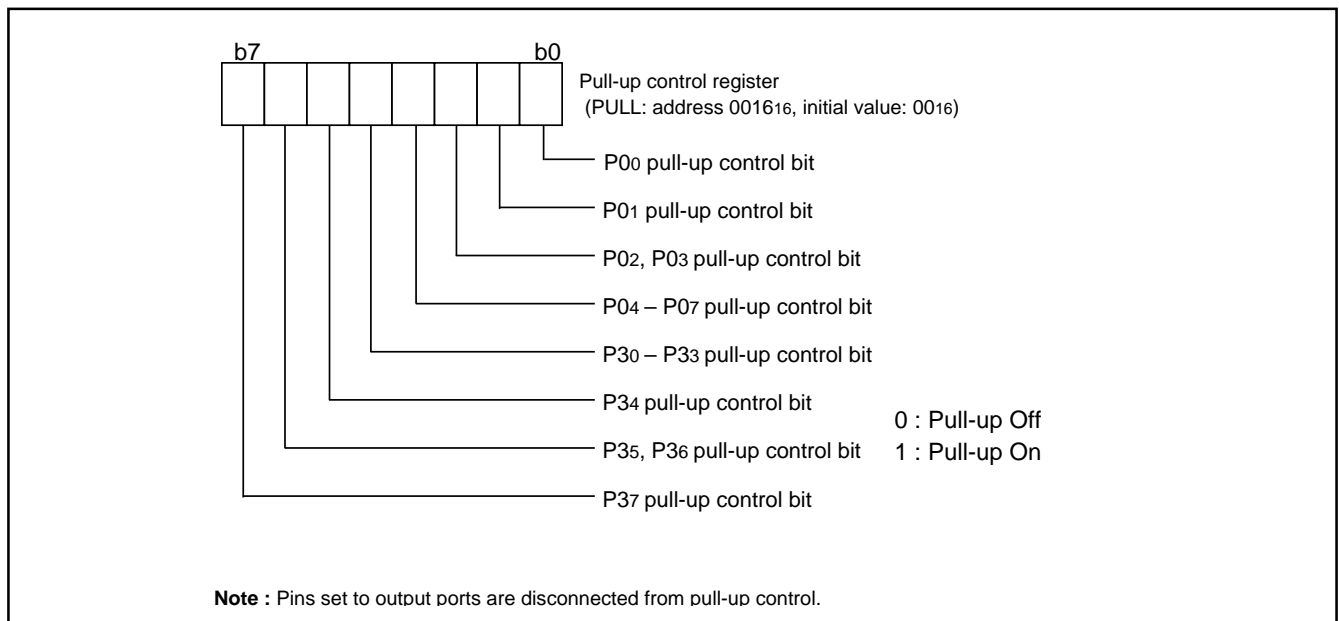 b7 b0
Pull-up control register
(PULL: address 001616, initial value: 0016)
P00 pull-up control bit
P01 pull-up control bit
P02, P03 pull-up control bit
P04 – P07 pull-up control bit
P30 – P33 pull-up control bit
P34 pull-up control bit
P35, P36 pull-up control bit
P37 pull-up control bit
0 : Pull-up Off
1 : Pull-up On
Note : Pins set to output ports are disconnected from pull-up control.